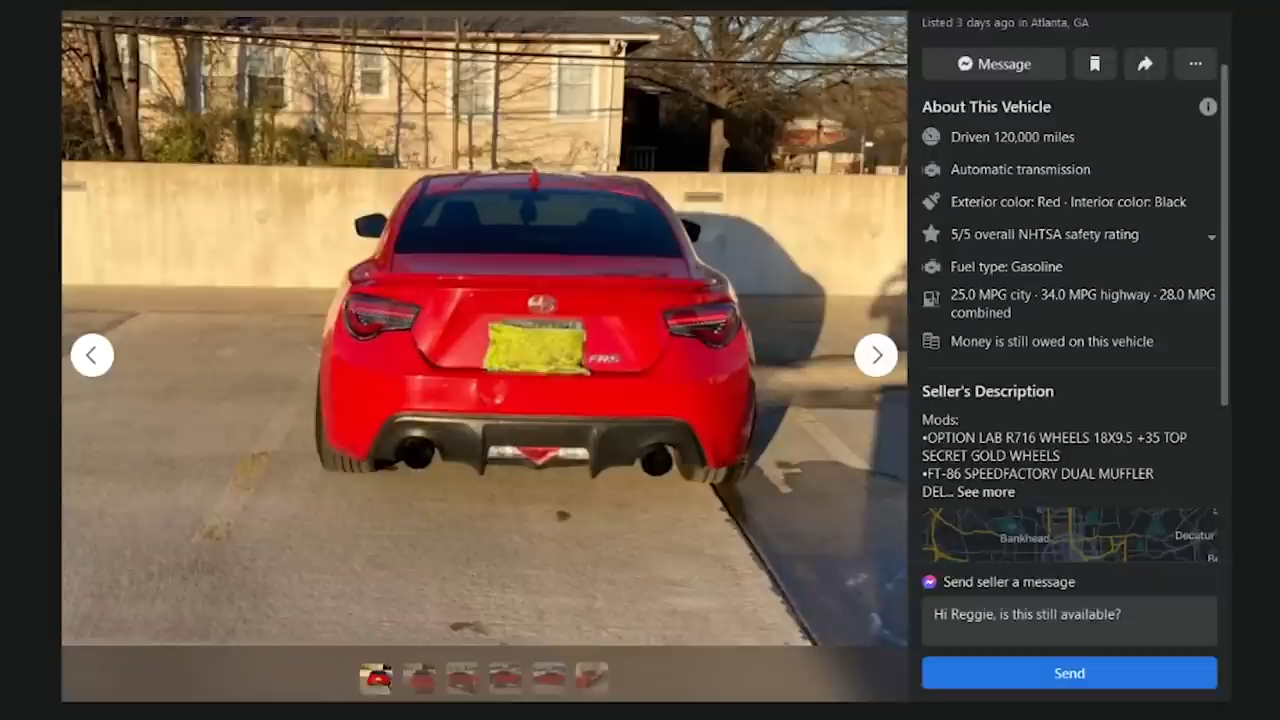 Listed 3 days ago in Atlanta, GA
Message
About This Vehicle
Driven 120,000 miles
Automatic transmission
Exterior color: Red · Interior color: Black
5/5 overall NHTSA safety rating
Fuel type: Gasoline
25.0 MPG city · 34.0 MPG highway · 28.0 MPG
combined
Money is still owed on this vehicle
Seller's Description
Mods:
•OPTION LAB R716 WHEELS 18X9.5 +35 TOP
SECRET GOLD WHEELS
•FT-86 SPEEDFACTORY DUAL MUFFLER
DEL... See more
Bankhead
Decatur
Send seller a message
Hi Reggie, is this still available?
Send
FRS